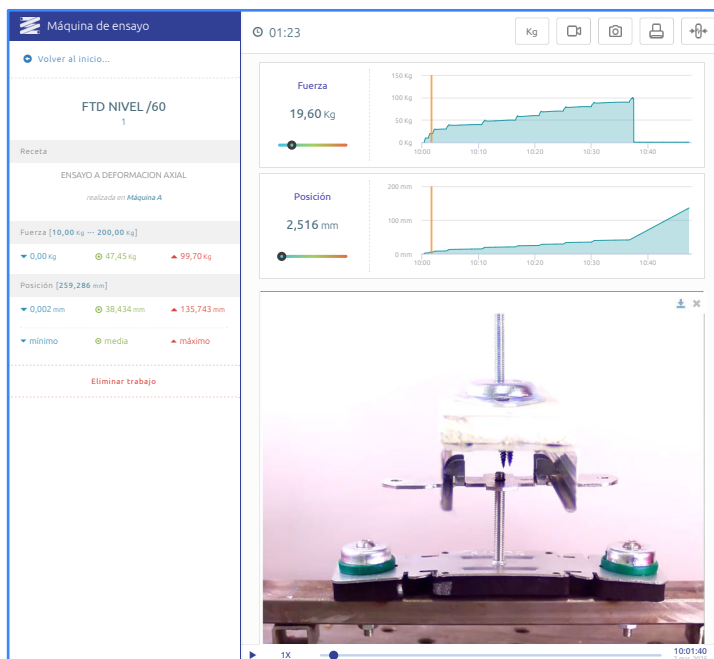 Máquina de ensayo
Volver al inicio...
FTD NIVEL /60
1
Receta
ENSAYO A DEFORMACION AXIAL
realizada en Máquina A
Fuerza [10,00 Kg ··· 200,00 Kg]
0,00 Kg 47,45 Kg 99,70 Kg
Posición [259,286 mm]
0,002 mm 38,434 mm 135,743 mm
mínimo media máximo
Eliminar trabajo
01:23
Kg
Fuerza
19,60 Kg
150 Kg
100 Kg
50 Kg
0 Kg
10:00 10:10 10:20 10:30 10:40
Posición
2,516 mm
200 mm
100 mm
0 mm
10:00 10:10 10:20 10:30 10:40
1X
10:01:40